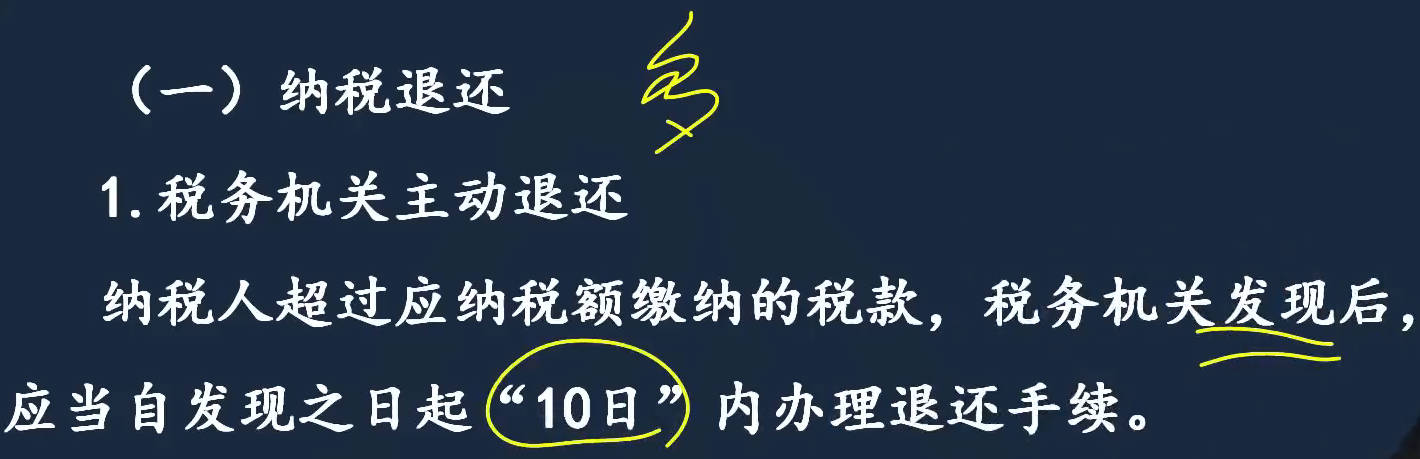 （一）纳税退还 多
1.税务机关主动退还
纳税人超过应纳税额缴纳的税款，税务机关发现后，
应当自发现之日起“10日”内办理退还手续。